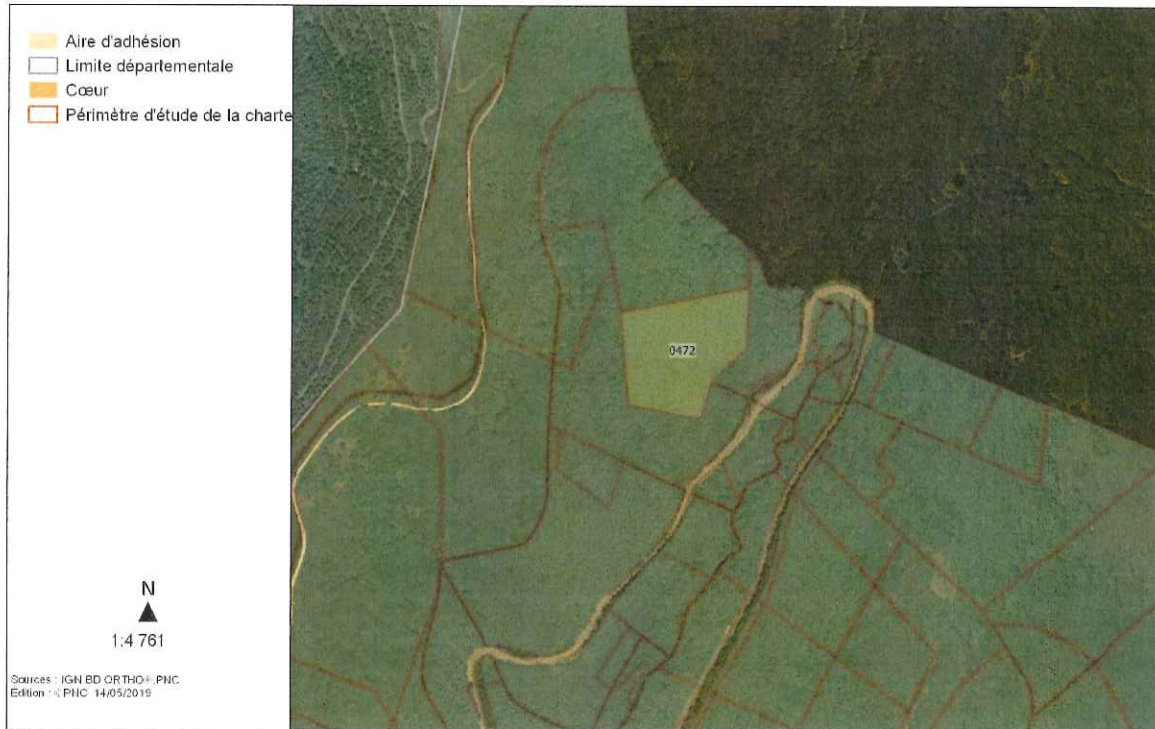 Aire d'adhésion
Limite départementale
Cœur
Périmètre d'étude de la charte
0472
N
1:4 761
Sources : IGN BD ORTHO® PNC
Édition : © PNC 14/05/2019